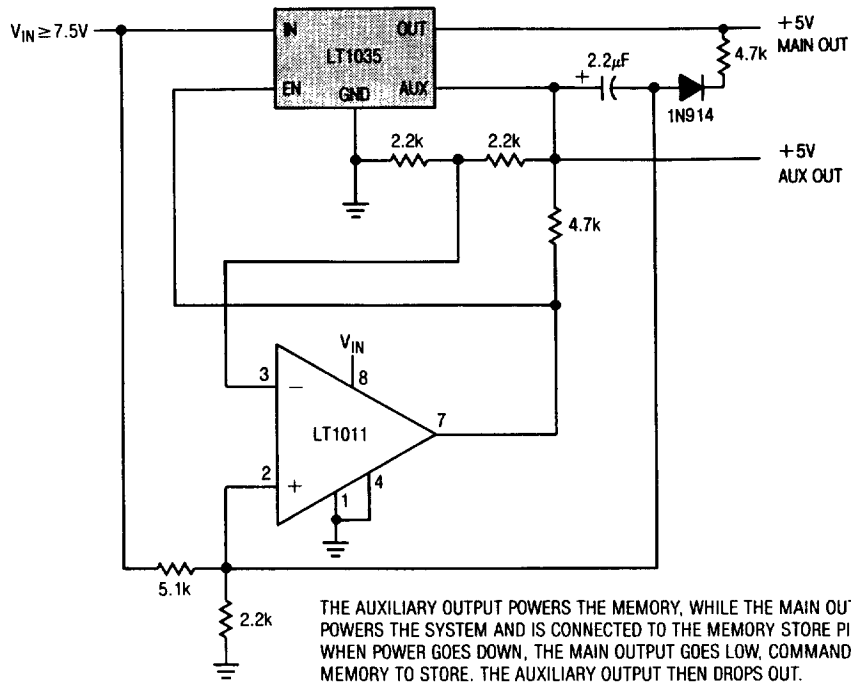 V_IN ≥ 7.5V
IN
OUT
LT1035
EN
GND
AUX
+5V
MAIN OUT
4.7k
2.2µF
+
1N914
2.2k
2.2k
+5V
AUX OUT
4.7k
V_IN
3
−
8
7
LT1011
2
+
1
4
5.1k
2.2k
THE AUXILIARY OUTPUT POWERS THE MEMORY, WHILE THE MAIN
POWERS THE SYSTEM AND IS CONNECTED TO THE MEMORY STORE
WHEN POWER GOES DOWN, THE MAIN OUTPUT GOES LOW, COMMAND
MEMORY TO STORE. THE AUXILIARY OUTPUT THEN DROPS OUT.